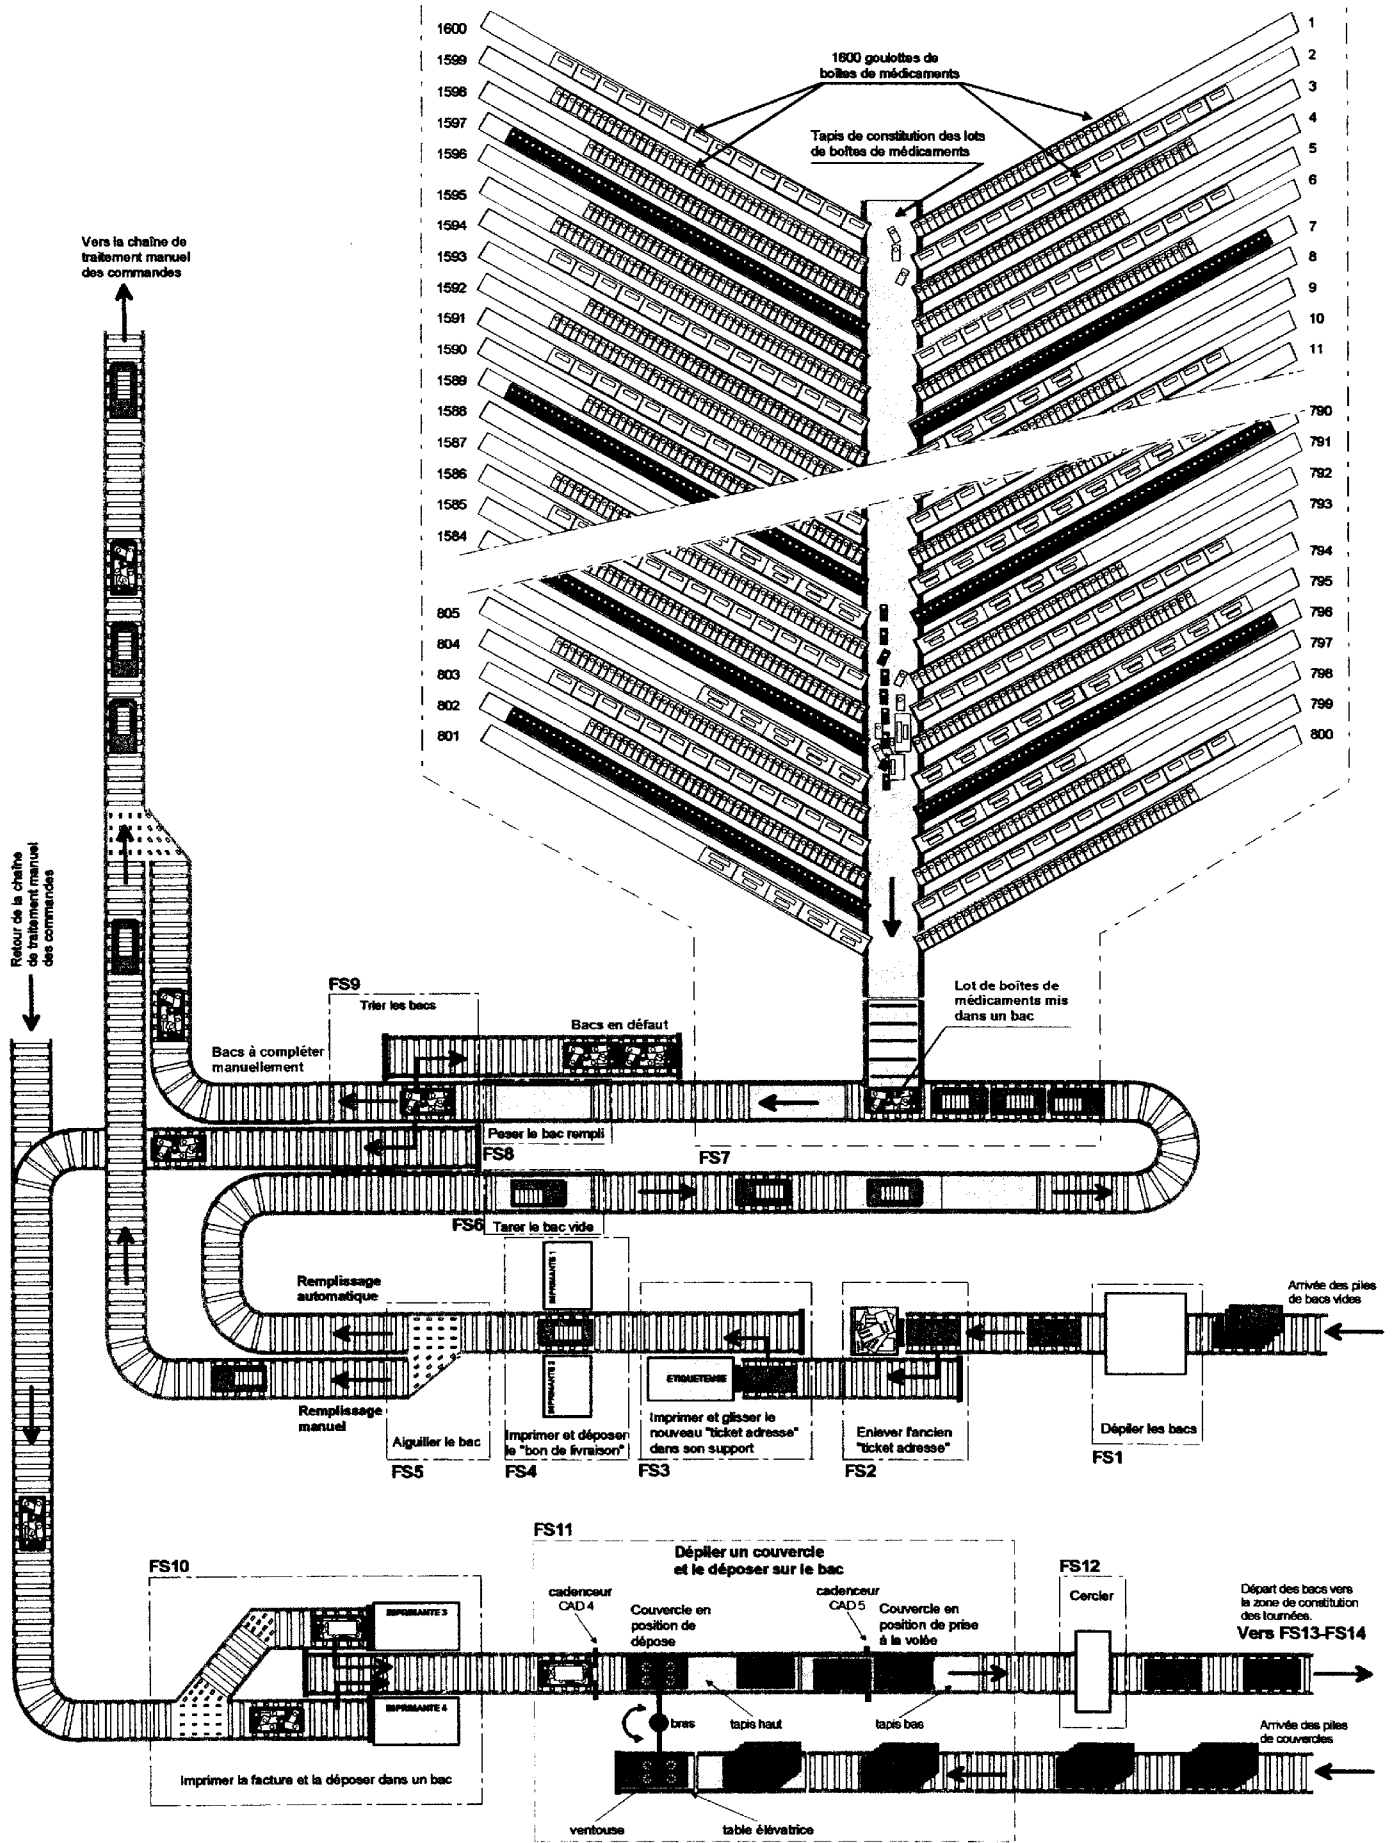 1600
1599
1598
1597
1596
1595
1594
1593
1592
1591
1590
1589
1588
1587
1586
1585
1584
805
804
803
802
801
1
2
3
4
5
6
7
8
9
10
11
790
791
792
793
794
795
796
797
798
799
800
1600 goulottes de
boîtes de médicaments
Tapis de constitution des lots
de boîtes de médicaments
Vers la chaîne de
traitement manuel
des commandes
Retour de la chaîne
de traitement manuel
des commandes
Lot de boîtes de
médicaments mis
dans un bac
FS9
Trier les bacs
Bacs en défaut
Bacs à compléter
manuellement
Peser le bac rempli
FS8
FS7
FS6
Tarer le bac vide
Remplissage
automatique
IMPRIMANTE 1
IMPRIMANTE 2
ETIQUETEUSE
Arrivée des piles
de bacs vides
Remplissage
manuel
Aiguiller le bac
FS5
Imprimer et déposer
le "bon de livraison"
FS4
Imprimer et glisser le
nouveau "ticket adresse"
dans son support
FS3
Enlever l'ancien
"ticket adresse"
FS2
Dépiler les bacs
FS1
FS11
Dépiler un couvercle
et le déposer sur le bac
FS10
cadenceur
CAD 4
Couvercle en
position de
dépose
cadenceur
CAD 5
Couvercle en
position de prise
à la volée
FS12
Cercler
Départ des bacs vers
la zone de constitution
des tournées.
Vers FS13-FS14
IMPRIMANTE 3
IMPRIMANTE 4
bras
tapis haut
tapis bas
Arrivée des piles
de couvercles
Imprimer la facture et la déposer dans un bac
ventouse
table élévatrice